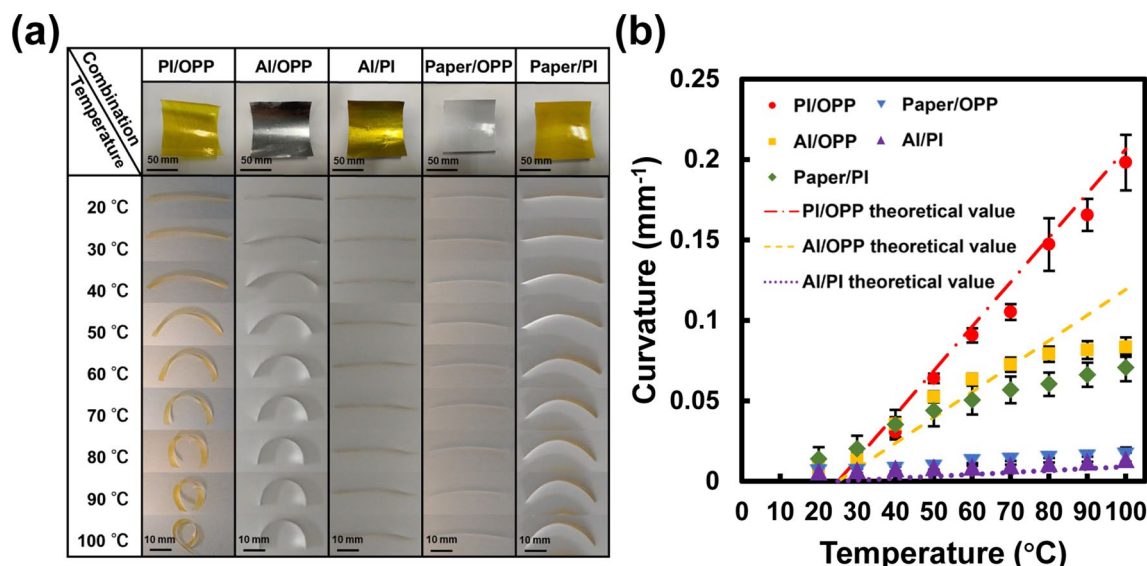 (a)
Combination
Temperature
PI/OPP
Al/OPP
Al/PI
Paper/OPP
Paper/PI
50 mm
50 mm
50 mm
50 mm
50 mm
20 °C
30 °C
40 °C
50 °C
60 °C
70 °C
80 °C
90 °C
100 °C
10 mm
10 mm
10 mm
10 mm
10 mm
(b)
Curvature (mm-1)
0.25
0.2
0.15
0.1
0.05
0
PI/OPP
Paper/OPP
Al/OPP
Al/PI
Paper/PI
PI/OPP theoretical value
Al/OPP theoretical value
Al/PI theoretical value
0 10 20 30 40 50 60 70 80 90 100
Temperature (°C)